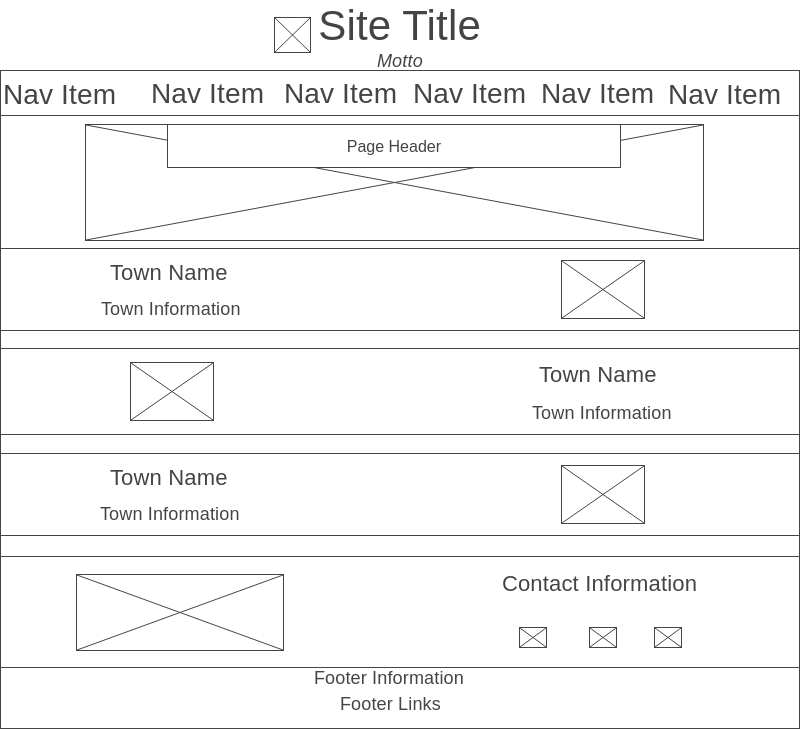 Site Title
Motto
Nav Item Nav Item Nav Item Nav Item Nav Item Nav Item
Page Header
Town Name
Town Information
Town Name
Town Information
Town Name
Town Information
Contact Information
Footer Information
Footer Links